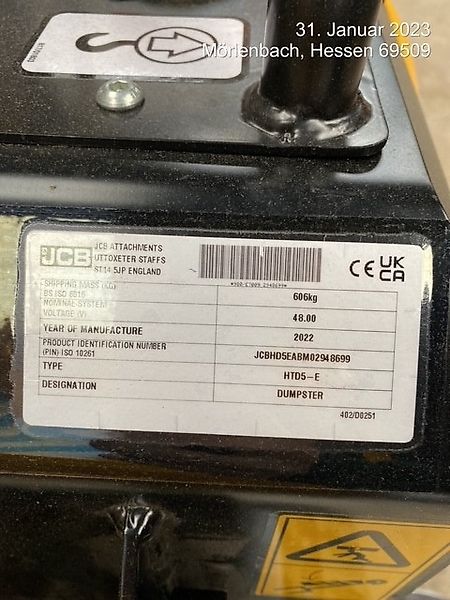 31. Januar 2023
Mörlenbach, Hessen 69509
JCB
JCB ATTACHMENTS
UTTOXETER STAFFS
ST14 5JP ENGLAND
CE UK CA
SHIPPING MASS (KG)
BS ISO 6016
606kg
NOMINAL SYSTEM
VOLTAGE (V)
48.00
YEAR OF MANUFACTURE
2022
PRODUCT IDENTIFICATION NUMBER
(PIN) ISO 10261
JCBHD5EABM02948699
TYPE
HTD5-E
DESIGNATION
DUMPSTER
402/D0251